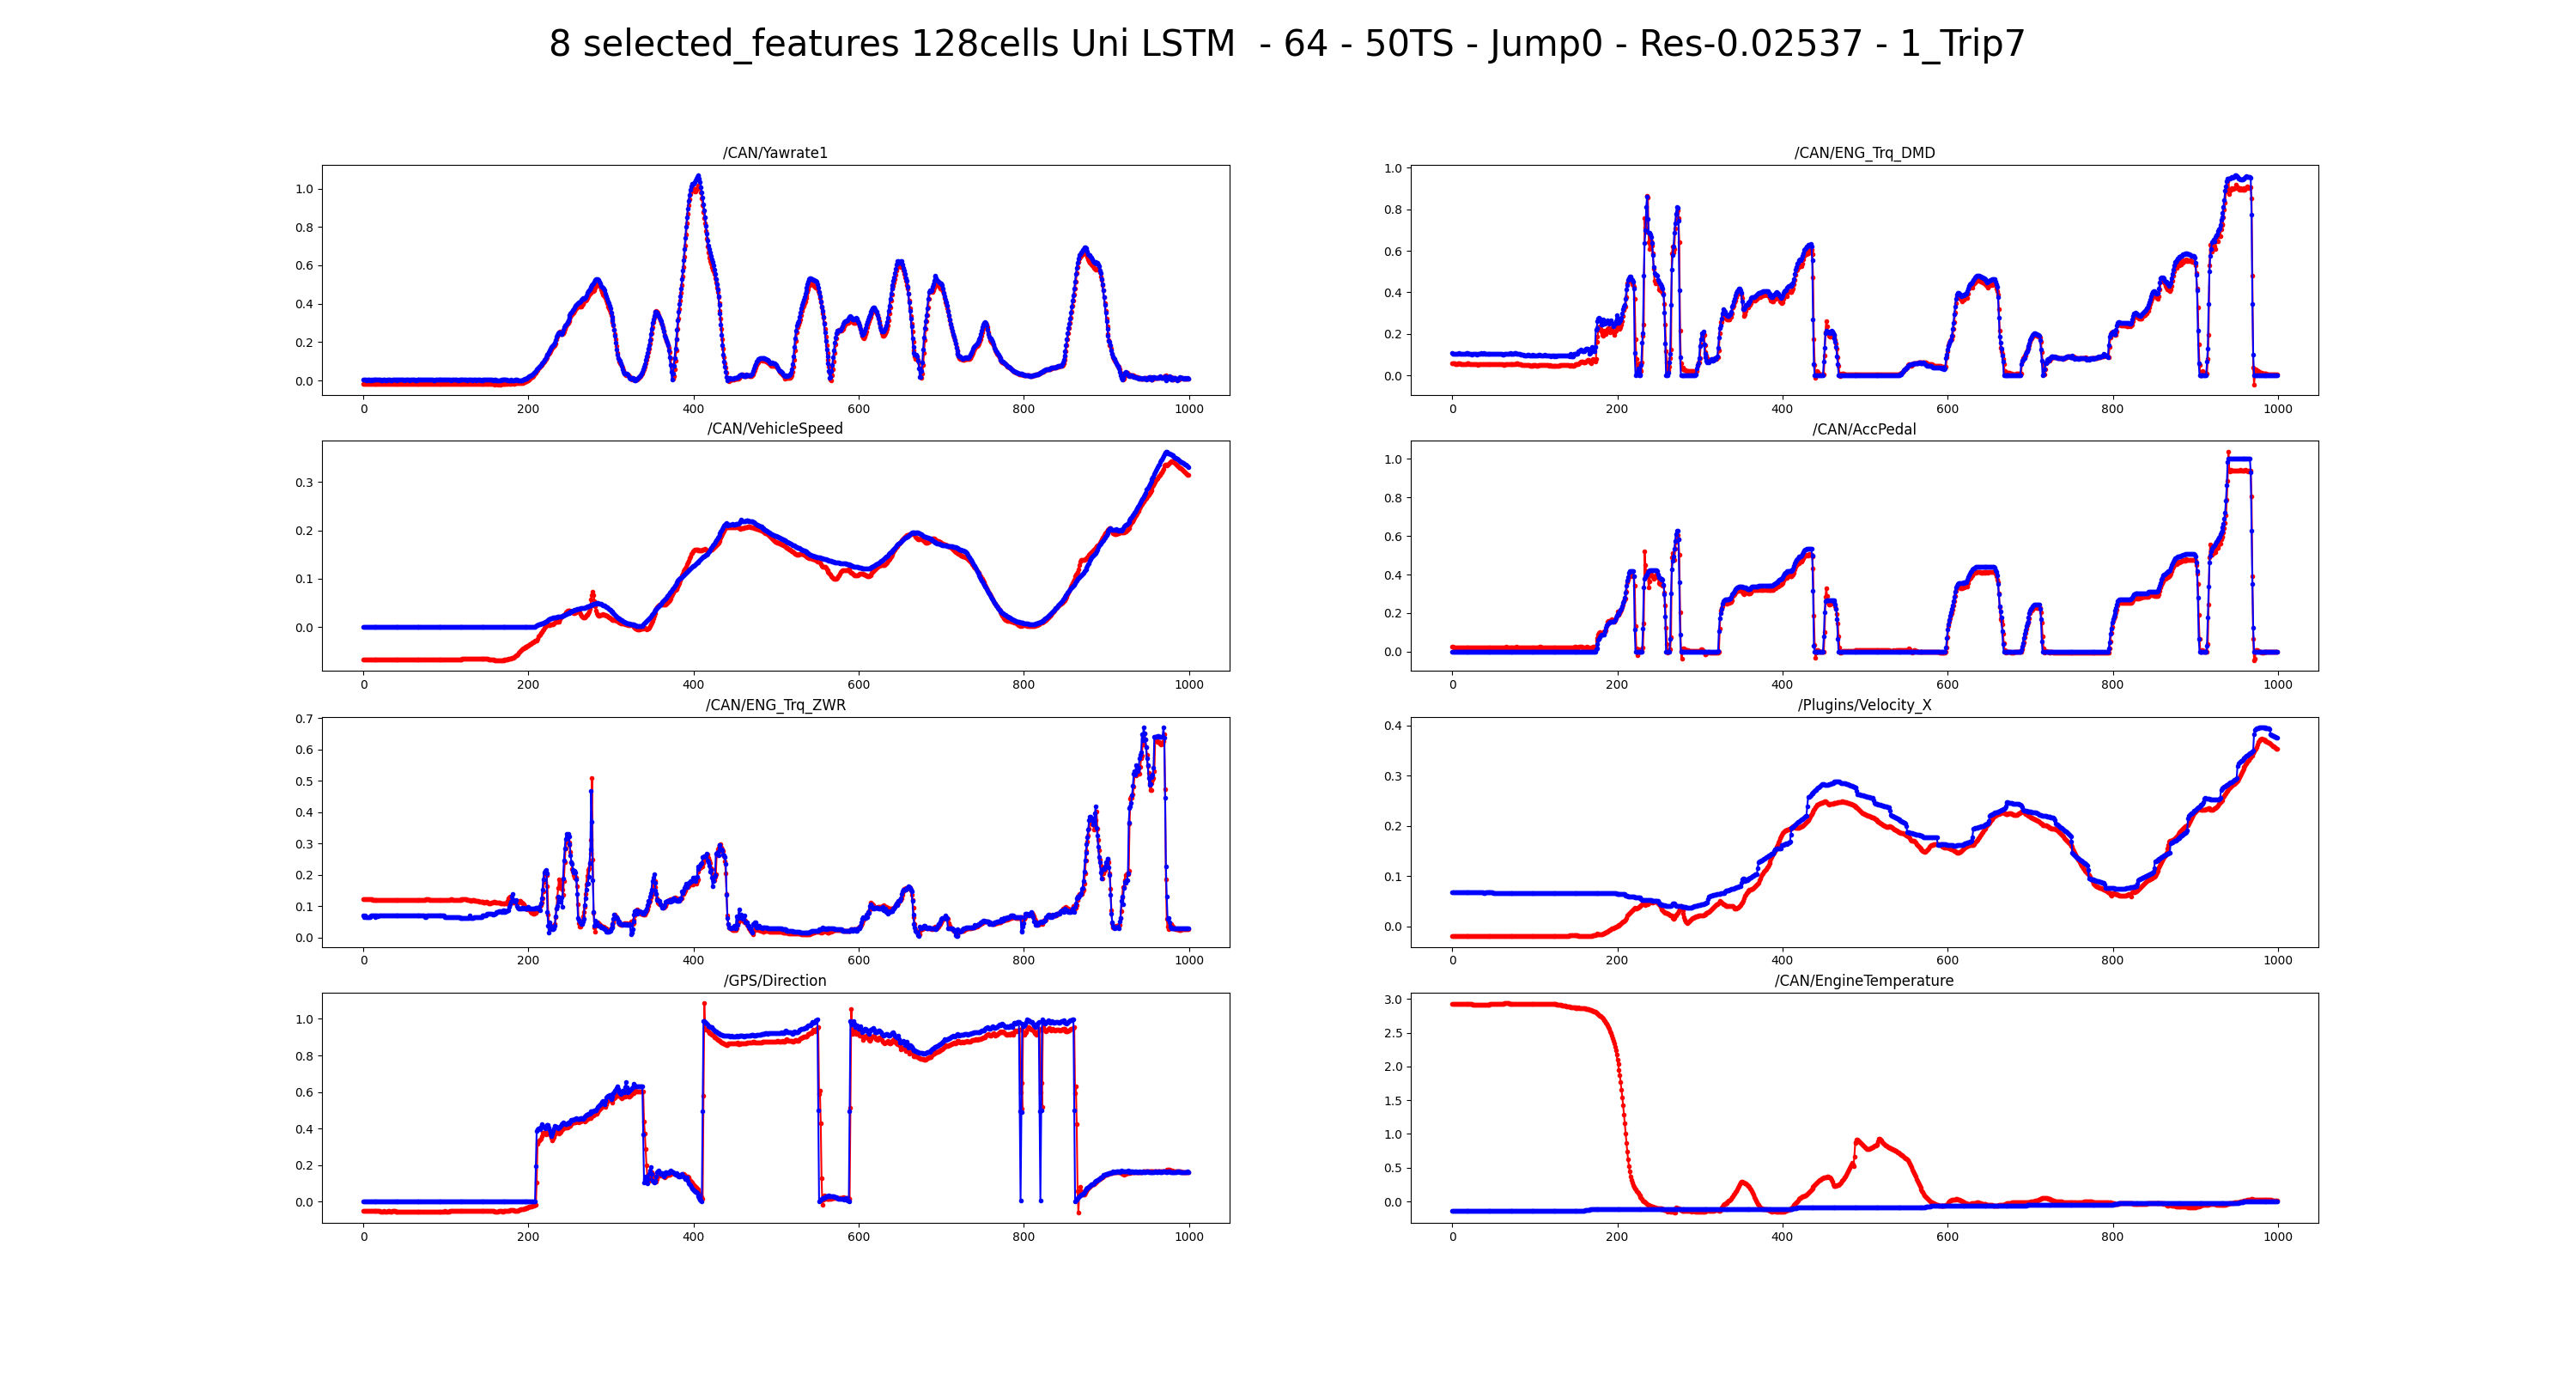 8 selected_features 128cells Uni LSTM  - 64 - 50TS - Jump0 - Res-0.02537 - 1_Trip7
/CAN/Yawrate1
1.0
0.8
0.6
0.4
0.2
0.0
0 200 400 600 800 1000
/CAN/ENG_Trq_DMD
1.0
0.8
0.6
0.4
0.2
0.0
0 200 400 600 800 1000
/CAN/VehicleSpeed
0.3
0.2
0.1
0.0
0 200 400 600 800 1000
/CAN/AccPedal
1.0
0.8
0.6
0.4
0.2
0.0
0 200 400 600 800 1000
/CAN/ENG_Trq_ZWR
0.7
0.6
0.5
0.4
0.3
0.2
0.1
0.0
0 200 400 600 800 1000
/Plugins/Velocity_X
0.4
0.3
0.2
0.1
0.0
0 200 400 600 800 1000
/GPS/Direction
1.0
0.8
0.6
0.4
0.2
0.0
0 200 400 600 800 1000
/CAN/EngineTemperature
3.0
2.5
2.0
1.5
1.0
0.5
0.0
0 200 400 600 800 1000